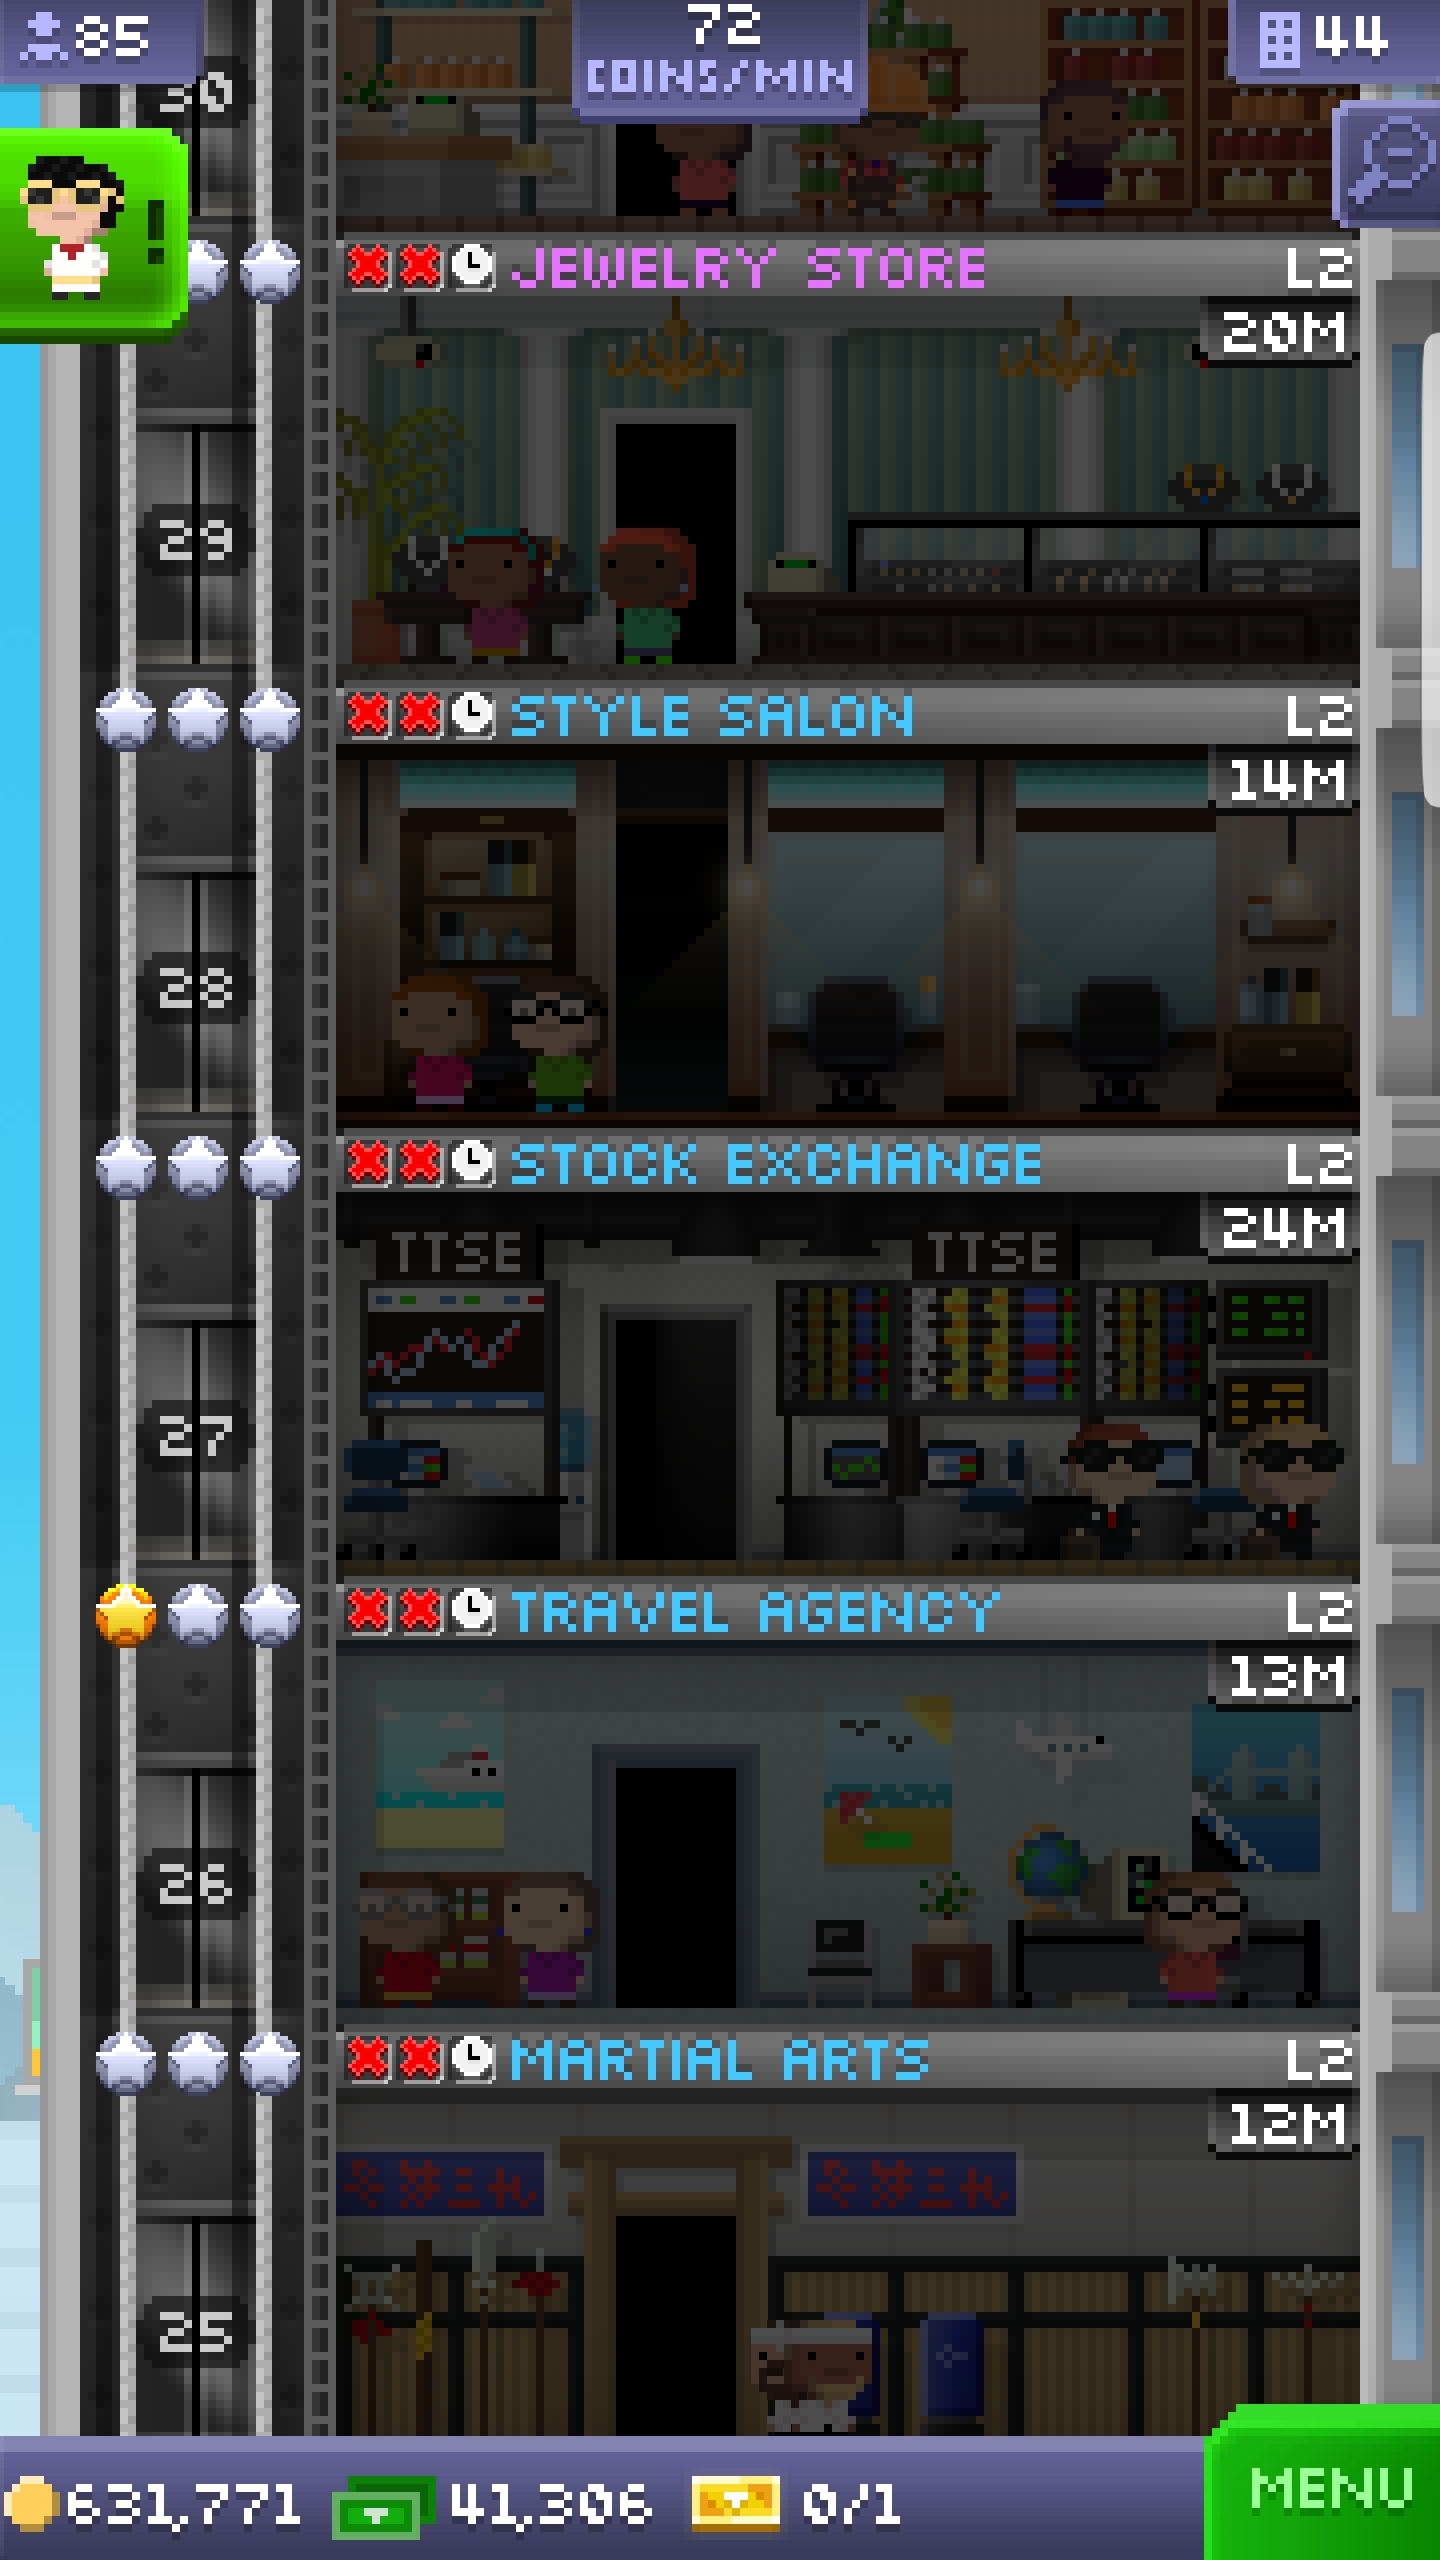 85
72
COINS/MIN
44
30
JEWELRY STORE L2
20M
29
STYLE SALON L2
14M
28
STOCK EXCHANGE L2
24M
TTSE TTSE
27
TRAVEL AGENCY L2
13M
26
MARTIAL ARTS L2
12M
25
631,771 41,306 0/1
MENU